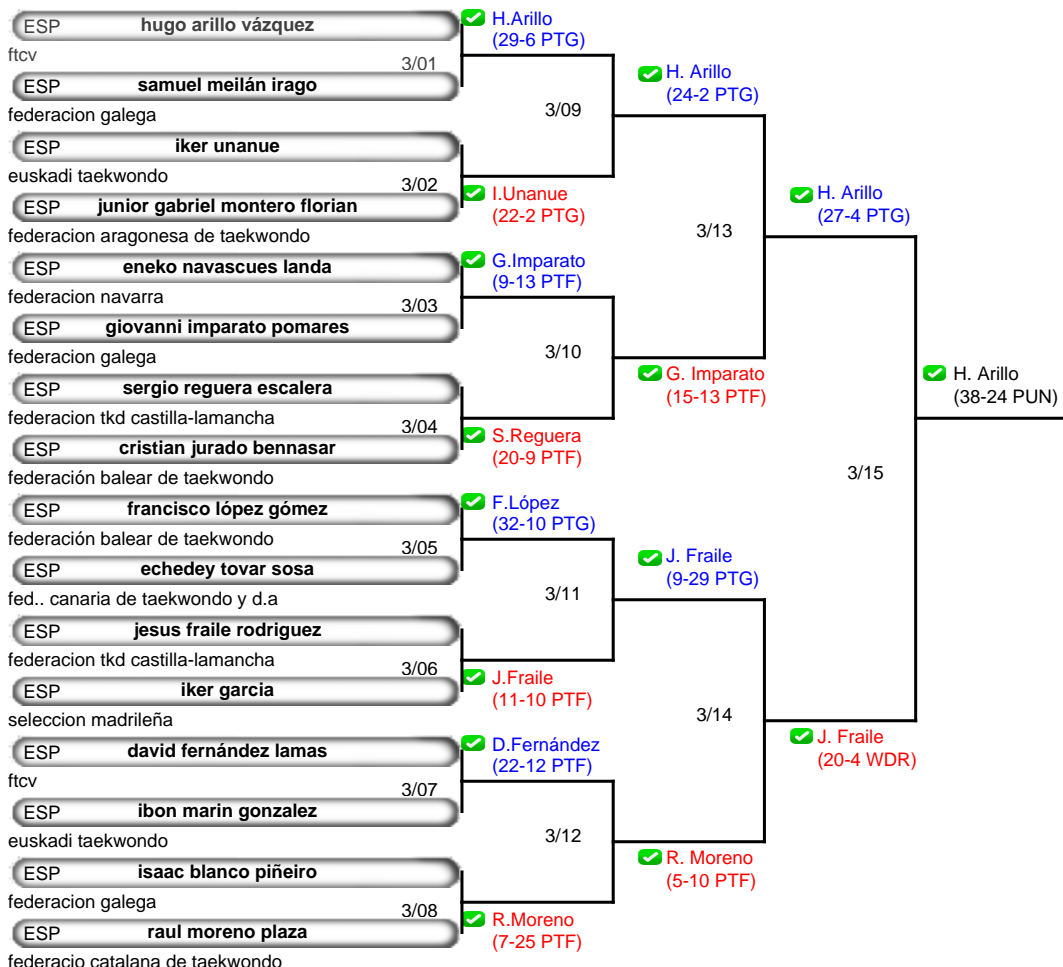 ESP hugo arillo vázquez
ftcv
3/01
ESP samuel meilán irago
federacion galega
ESP iker unanue
euskadi taekwondo
3/02
ESP junior gabriel montero florian
federacion aragonesa de taekwondo
ESP eneko navascues landa
federacion navarra
3/03
ESP giovanni imparato pomares
federacion galega
ESP sergio reguera escalera
federacion tkd castilla-lamancha
3/04
ESP cristian jurado bennasar
federación balear de taekwondo
ESP francisco lópez gómez
federación balear de taekwondo
3/05
ESP echedey tovar sosa
fed.. canaria de taekwondo y d.a
ESP jesus fraile rodriguez
federacion tkd castilla-lamancha
3/06
ESP iker garcia
seleccion madrileña
ESP david fernández lamas
ftcv
3/07
ESP ibon marin gonzalez
euskadi taekwondo
ESP isaac blanco piñeiro
federacion galega
3/08
ESP raul moreno plaza
federacio catalana de taekwondo
H.Arillo
(29-6 PTG)
3/09
I.Unanue
(22-2 PTG)
G.Imparato
(9-13 PTF)
3/10
S.Reguera
(20-9 PTF)
F.López
(32-10 PTG)
3/11
J.Fraile
(11-10 PTF)
D.Fernández
(22-12 PTF)
3/12
R.Moreno
(7-25 PTF)
H. Arillo
(24-2 PTG)
3/13
G. Imparato
(15-13 PTF)
J. Fraile
(9-29 PTG)
3/14
R. Moreno
(5-10 PTF)
H. Arillo
(27-4 PTG)
3/15
J. Fraile
(20-4 WDR)
H. Arillo
(38-24 PUN)